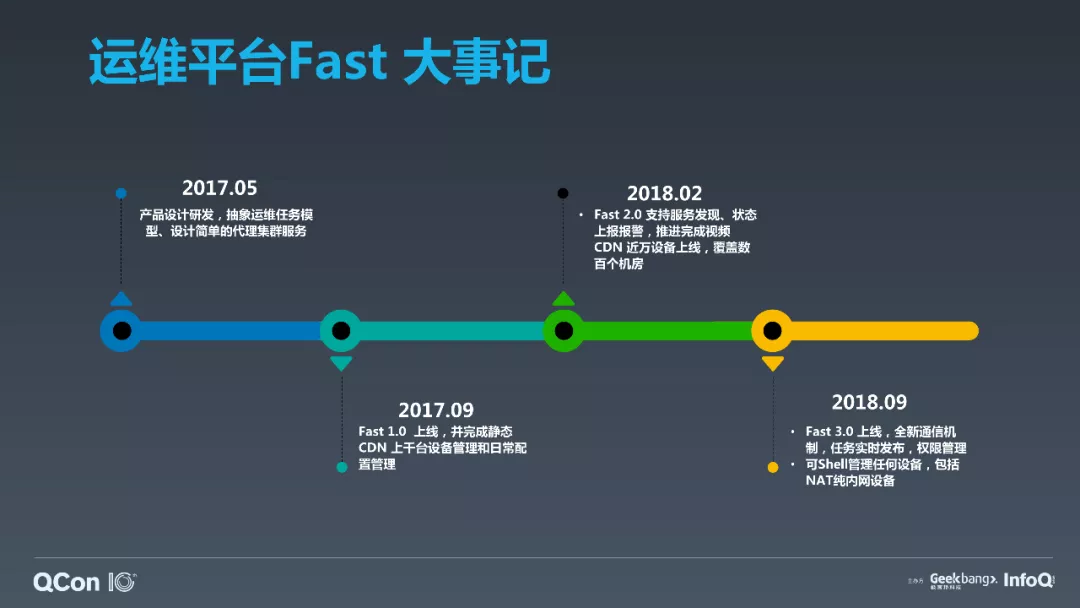 运维平台Fast 大事记
2017.05
产品设计研发，抽象运维任务模
型、设计简单的代理集群服务
2018.02
• Fast 2.0 支持服务发现、状态
上报报警，推进完成视频
CDN 近万设备上线，覆盖数
百个机房
2017.09
Fast 1.0 上线，并完成静态
CDN 上千台设备管理和日常配
置管理
2018.09
• Fast 3.0 上线，全新通信机
制，任务实时发布，权限管理
• 可Shell管理任何设备，包括
NAT纯内网设备
QCon 10th
主办方 Geekbang>. InfoQ
极客邦科技